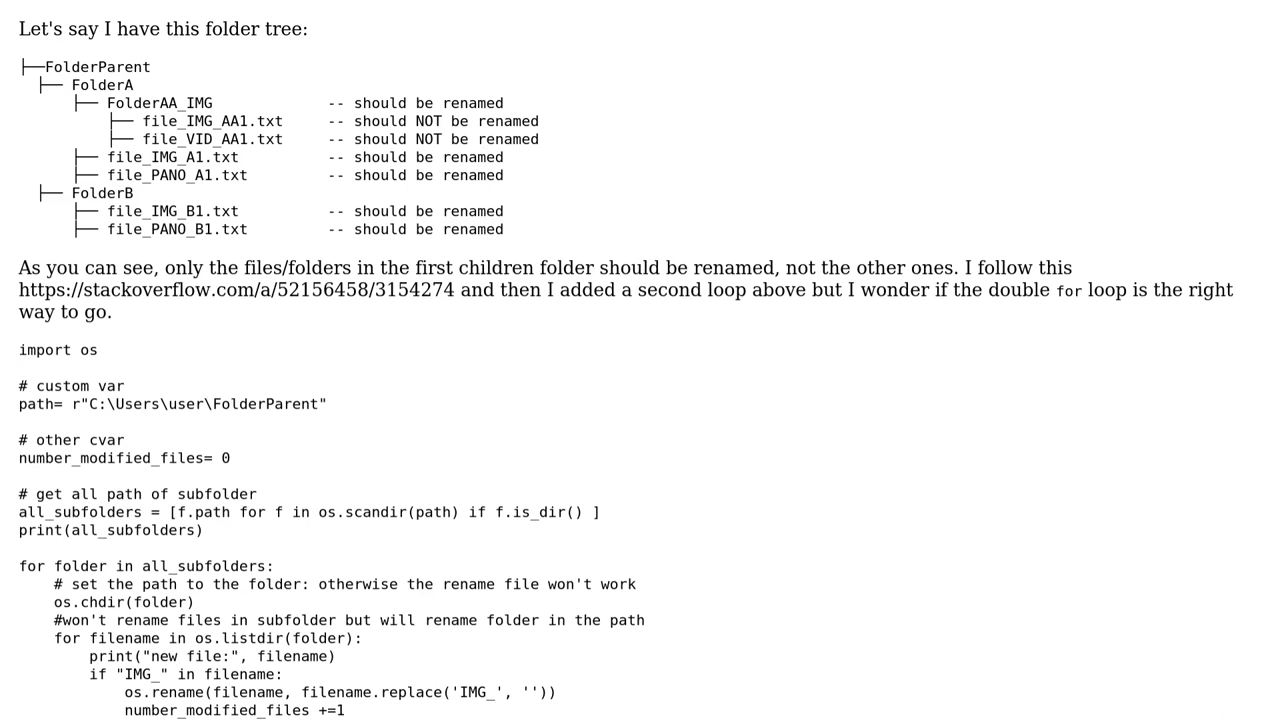 Let's say I have this folder tree:
├──FolderParent
  ├── FolderA
      ├── FolderAA_IMG             -- should be renamed
          ├── file_IMG_AA1.txt     -- should NOT be renamed
          ├── file_VID_AA1.txt     -- should NOT be renamed
      ├── file_IMG_A1.txt          -- should be renamed
      ├── file_PANO_A1.txt         -- should be renamed
  ├── FolderB
      ├── file_IMG_B1.txt          -- should be renamed
      ├── file_PANO_B1.txt         -- should be renamed
As you can see, only the files/folders in the first children folder should be renamed, not the other ones. I follow this
https://stackoverflow.com/a/52156458/3154274 and then I added a second loop above but I wonder if the double for loop is the right
way to go.
import os
# custom var
path= r"C:\Users\user\FolderParent"
# other cvar
number_modified_files= 0
# get all path of subfolder
all_subfolders = [f.path for f in os.scandir(path) if f.is_dir() ]
print(all_subfolders)
for folder in all_subfolders:
    # set the path to the folder: otherwise the rename file won't work
    os.chdir(folder)
    #won't rename files in subfolder but will rename folder in the path
    for filename in os.listdir(folder):
        print("new file:", filename)
        if "IMG_" in filename:
            os.rename(filename, filename.replace('IMG_', ''))
            number_modified_files +=1